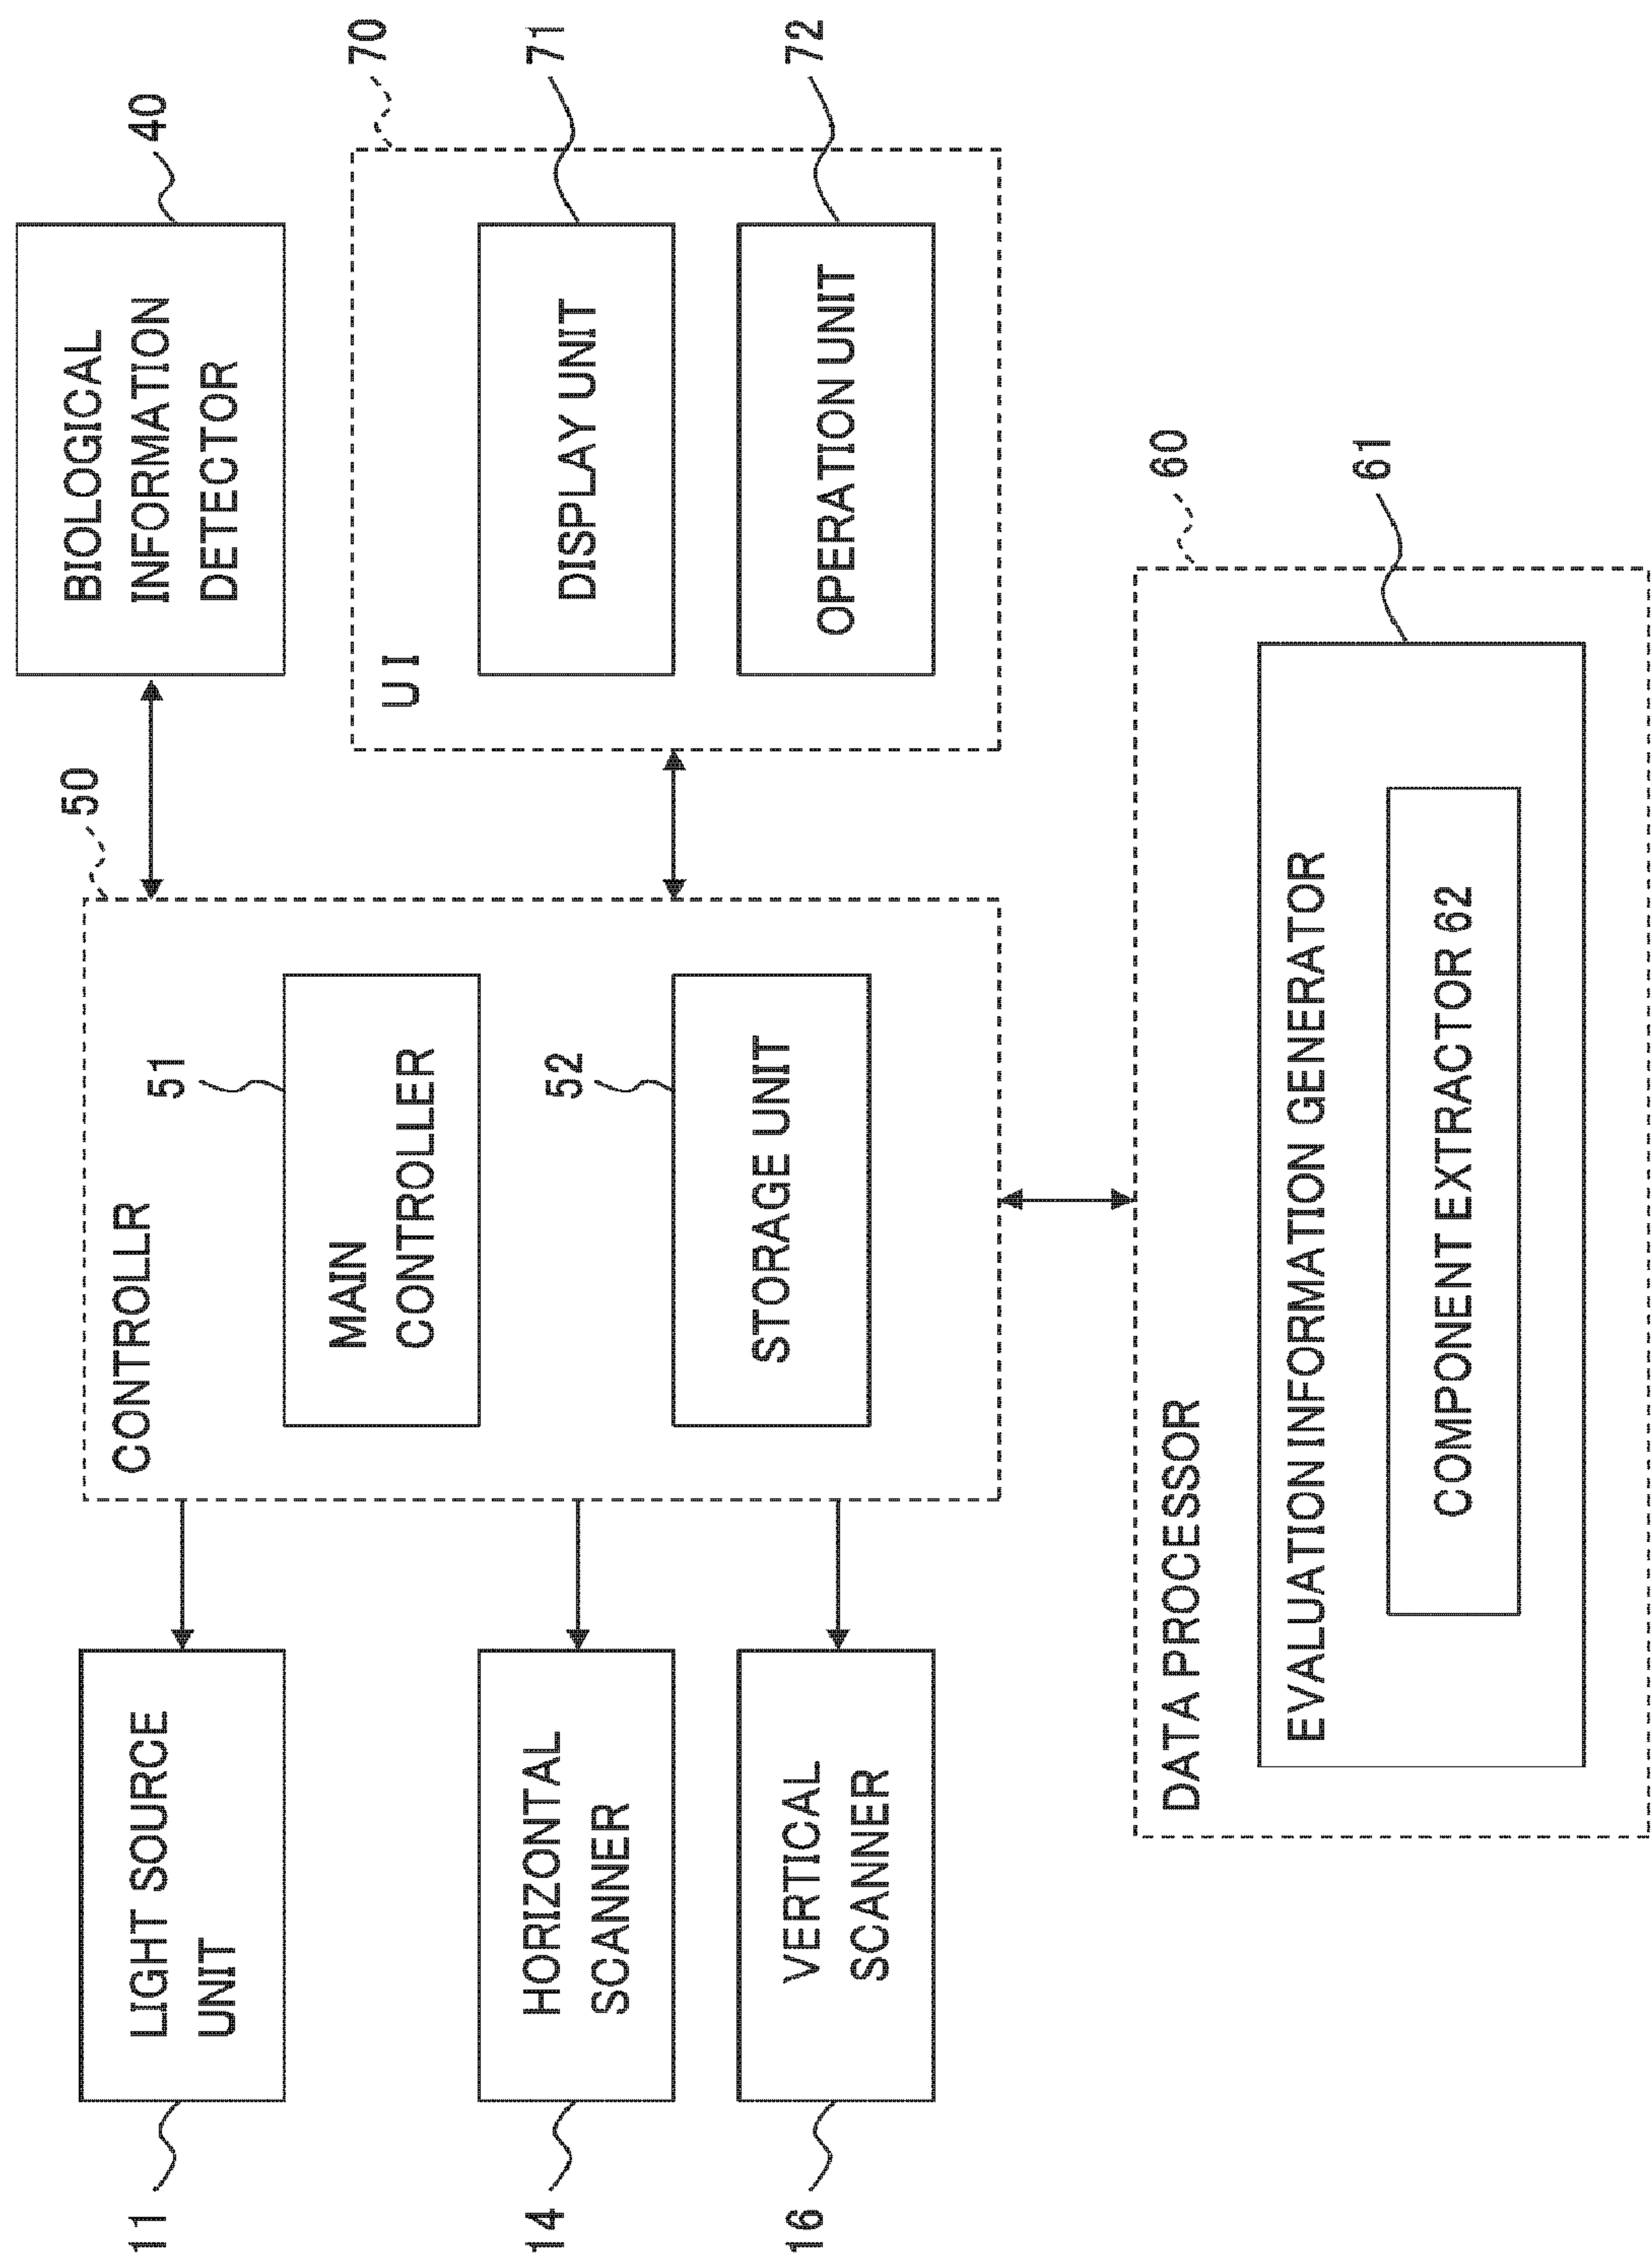 11
LIGHT SOURCE
UNIT
14
HORIZONTAL
SCANNER
16
VERTICAL
SCANNER
50
CONTROLLR
51
MAIN
CONTROLLER
52
STORAGE UNIT
40
BIOLOGICAL
INFORMATION
DETECTOR
70
UI
71
DISPLAY UNIT
72
OPERATION UNIT
60
DATA PROCESSOR
61
EVALUATION INFORMATION GENERATOR
COMPONENT EXTRACTOR 62